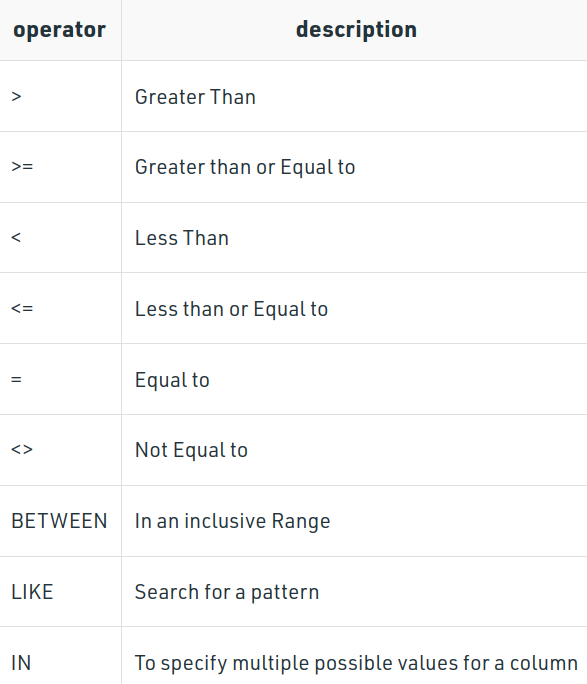 operator description
> Greater Than
>= Greater than or Equal to
< Less Than
<= Less than or Equal to
= Equal to
<> Not Equal to
BETWEEN In an inclusive Range
LIKE Search for a pattern
IN To specify multiple possible values for a column